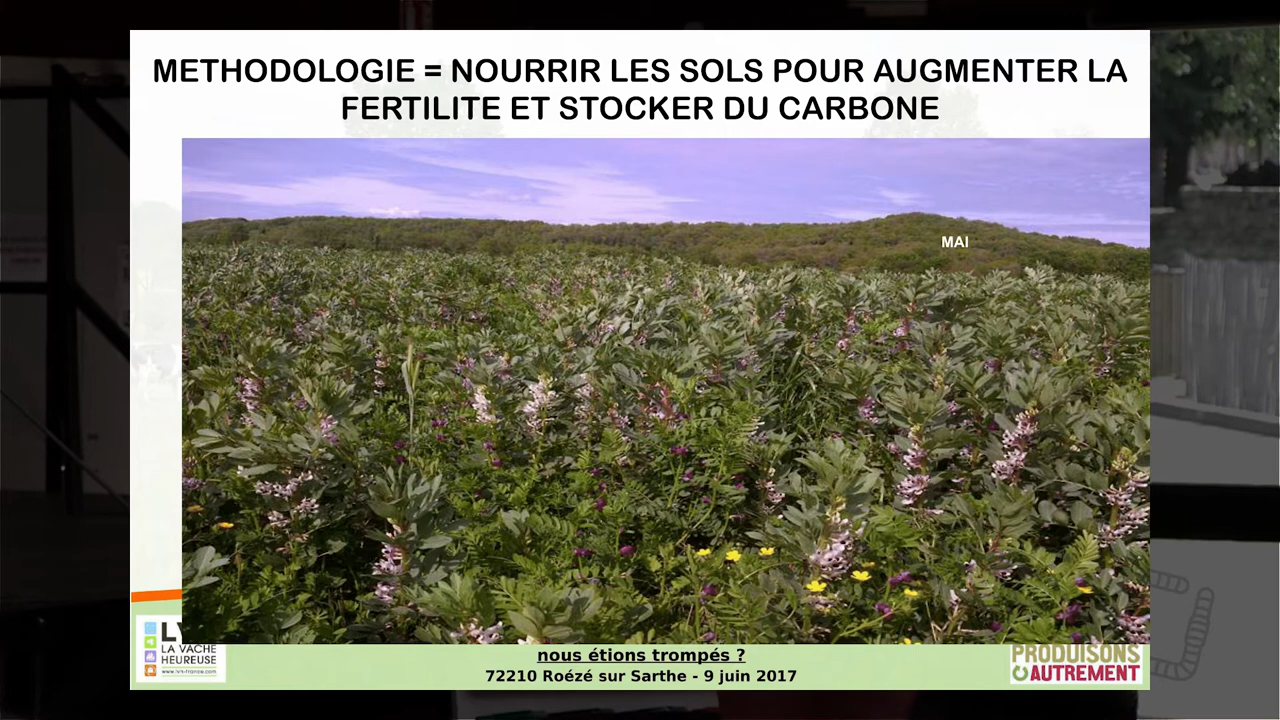 METHODOLOGIE = NOURRIR LES SOLS POUR AUGMENTER LA
FERTILITE ET STOCKER DU CARBONE
MAI
LA VACHE
HEUREUSE
nous étions trompés ?
72210 Roézé sur Sarthe - 9 juin 2017
PRODUISONS
AUTREMENT